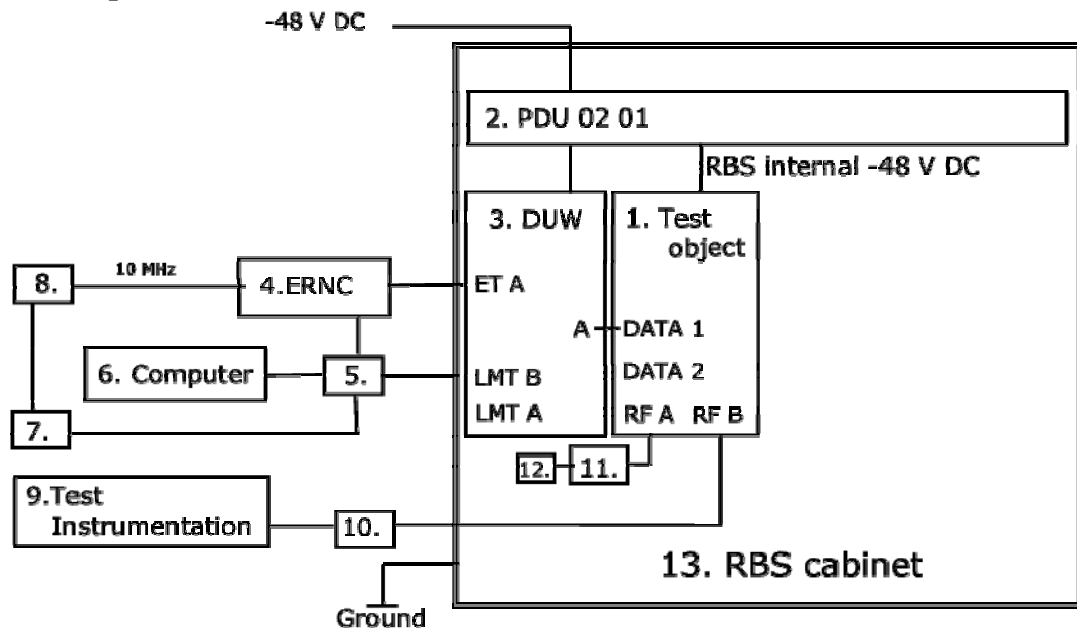 -48 V DC
2. PDU 02 01
RBS internal -48 V DC
3. DUW
1. Test
object
10 MHz
8.
4.ERNC
ET A
A
DATA 1
6. Computer
5.
LMT B
DATA 2
LMT A
RF A RF B
7.
12.
11.
9.Test
Instrumentation
10.
13. RBS cabinet
Ground